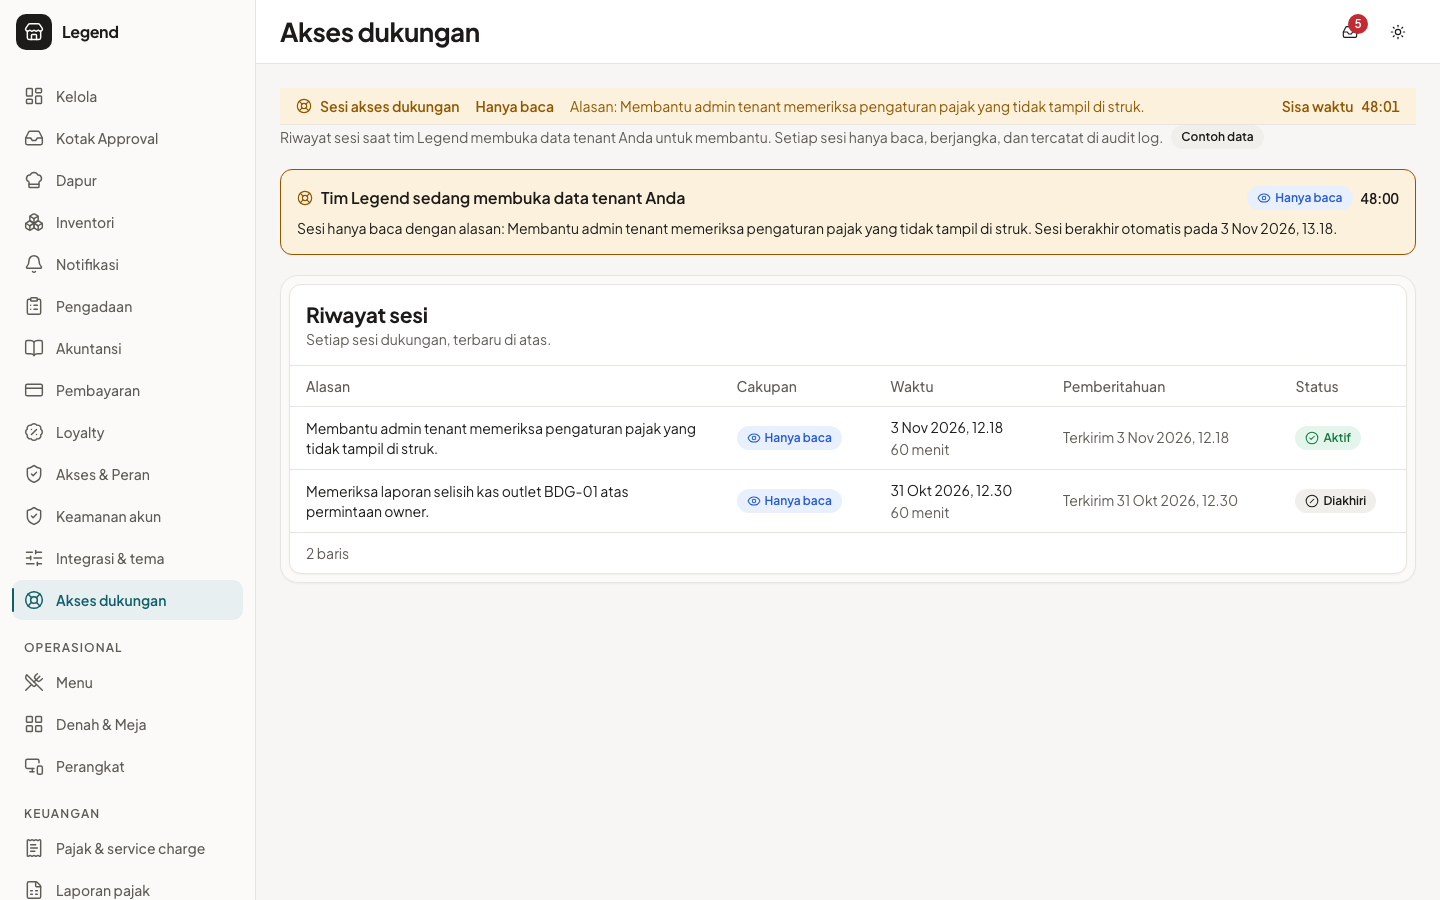 Legend
Akses dukungan
5
Kelola
Kotak Approval
Dapur
Inventori
Notifikasi
Pengadaan
Akuntansi
Pembayaran
Loyalty
Akses & Peran
Keamanan akun
Integrasi & tema
Akses dukungan
OPERASIONAL
Menu
Denah & Meja
Perangkat
KEUANGAN
Pajak & service charge
Laporan pajak
Sesi akses dukungan Hanya baca Alasan: Membantu admin tenant memeriksa pengaturan pajak yang tidak tampil di struk. Sisa waktu 48:01
Riwayat sesi saat tim Legend membuka data tenant Anda untuk membantu. Setiap sesi hanya baca, berjangka, dan tercatat di audit log. Contoh data
Tim Legend sedang membuka data tenant Anda Hanya baca 48:00
Sesi hanya baca dengan alasan: Membantu admin tenant memeriksa pengaturan pajak yang tidak tampil di struk. Sesi berakhir otomatis pada 3 Nov 2026, 13.18.
Riwayat sesi
Setiap sesi dukungan, terbaru di atas.
Alasan Cakupan Waktu Pemberitahuan Status
Membantu admin tenant memeriksa pengaturan pajak yang
tidak tampil di struk.
Hanya baca
3 Nov 2026, 12.18
60 menit
Terkirim 3 Nov 2026, 12.18
Aktif
Memeriksa laporan selisih kas outlet BDG-01 atas
permintaan owner.
Hanya baca
31 Okt 2026, 12.30
60 menit
Terkirim 31 Okt 2026, 12.30
Diakhiri
2 baris